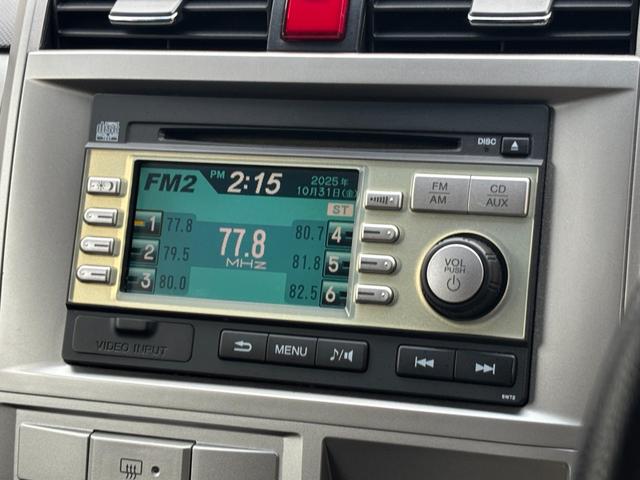 DISC
FM2 PM 2:15 2025年
10月31日(金)
ST
1 77.8
2 79.5
3 80.0
77.8
MHz
80.7 4
81.8 5
82.5 6
FM
AM
CD
AUX
VOL
PUSH
VIDEO INPUT
MENU